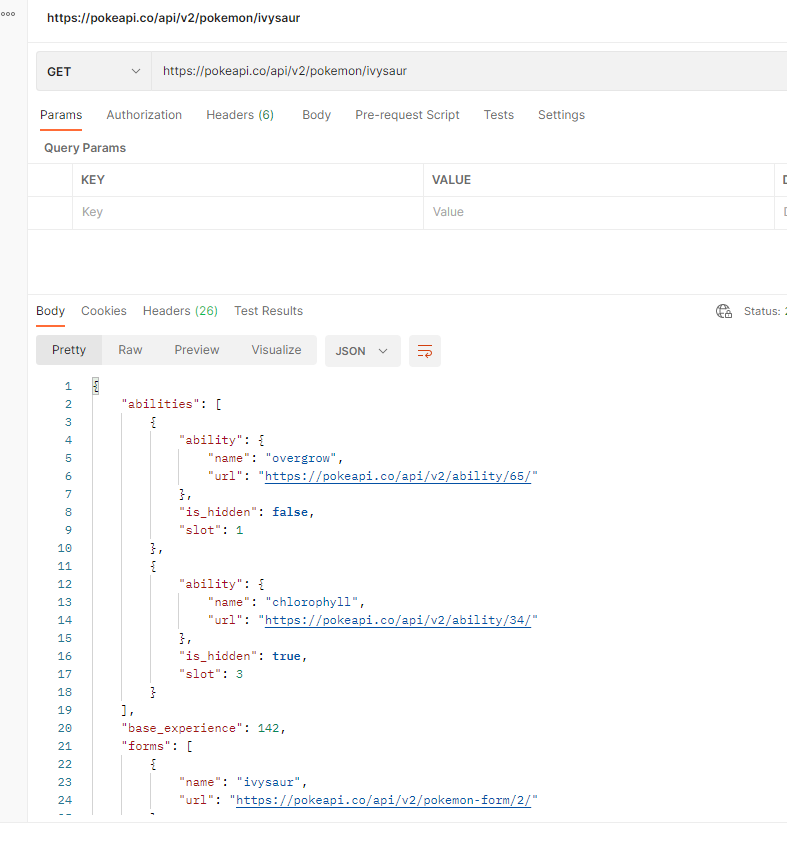 ooo
https://pokeapi.co/api/v2/pokemon/ivysaur
GET https://pokeapi.co/api/v2/pokemon/ivysaur
Params Authorization Headers (6) Body Pre-request Script Tests Settings
Query Params
KEY VALUE
Key Value
Body Cookies Headers (26) Test Results Status:
Pretty Raw Preview Visualize JSON
1 {
2 "abilities": [
3 {
4 "ability": {
5 "name": "overgrow",
6 "url": "https://pokeapi.co/api/v2/ability/65/"
7 },
8 "is_hidden": false,
9 "slot": 1
10 },
11 {
12 "ability": {
13 "name": "chlorophyll",
14 "url": "https://pokeapi.co/api/v2/ability/34/"
15 },
16 "is_hidden": true,
17 "slot": 3
18 }
19 ],
20 "base_experience": 142,
21 "forms": [
22 {
23 "name": "ivysaur",
24 "url": "https://pokeapi.co/api/v2/pokemon-form/2/"